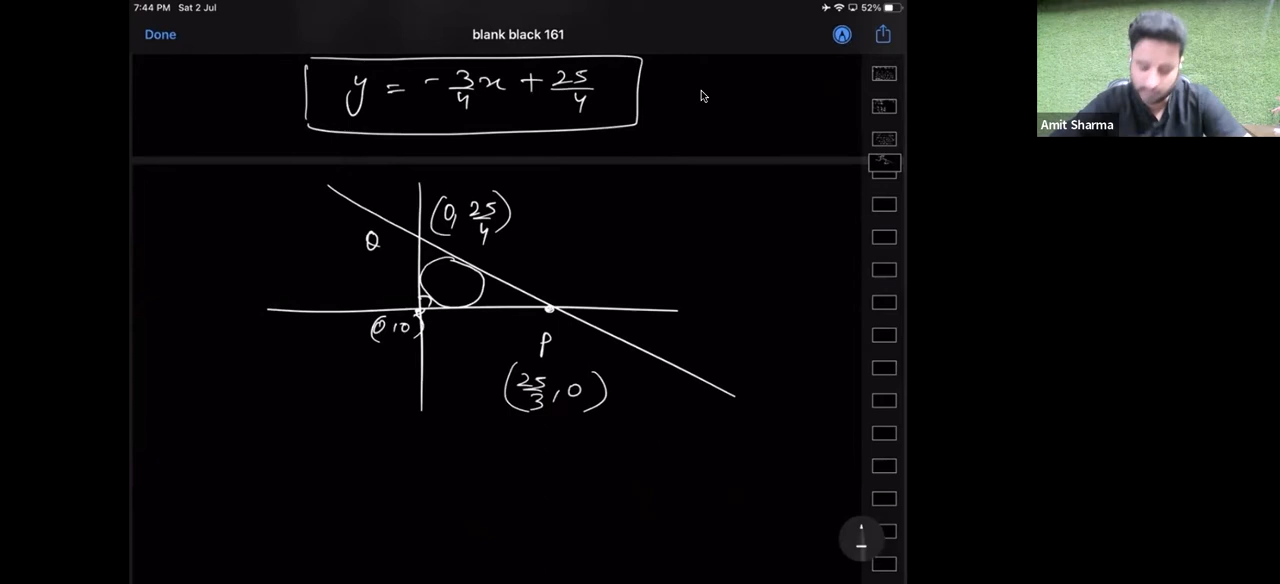 7:44 PM Sat 2 Jul
52%
Done
blank black 161
y = - 3/4 x + 25/4
(0, 25/4)
Q
(0,0)
P
(25/3, 0)
Amit Sharma